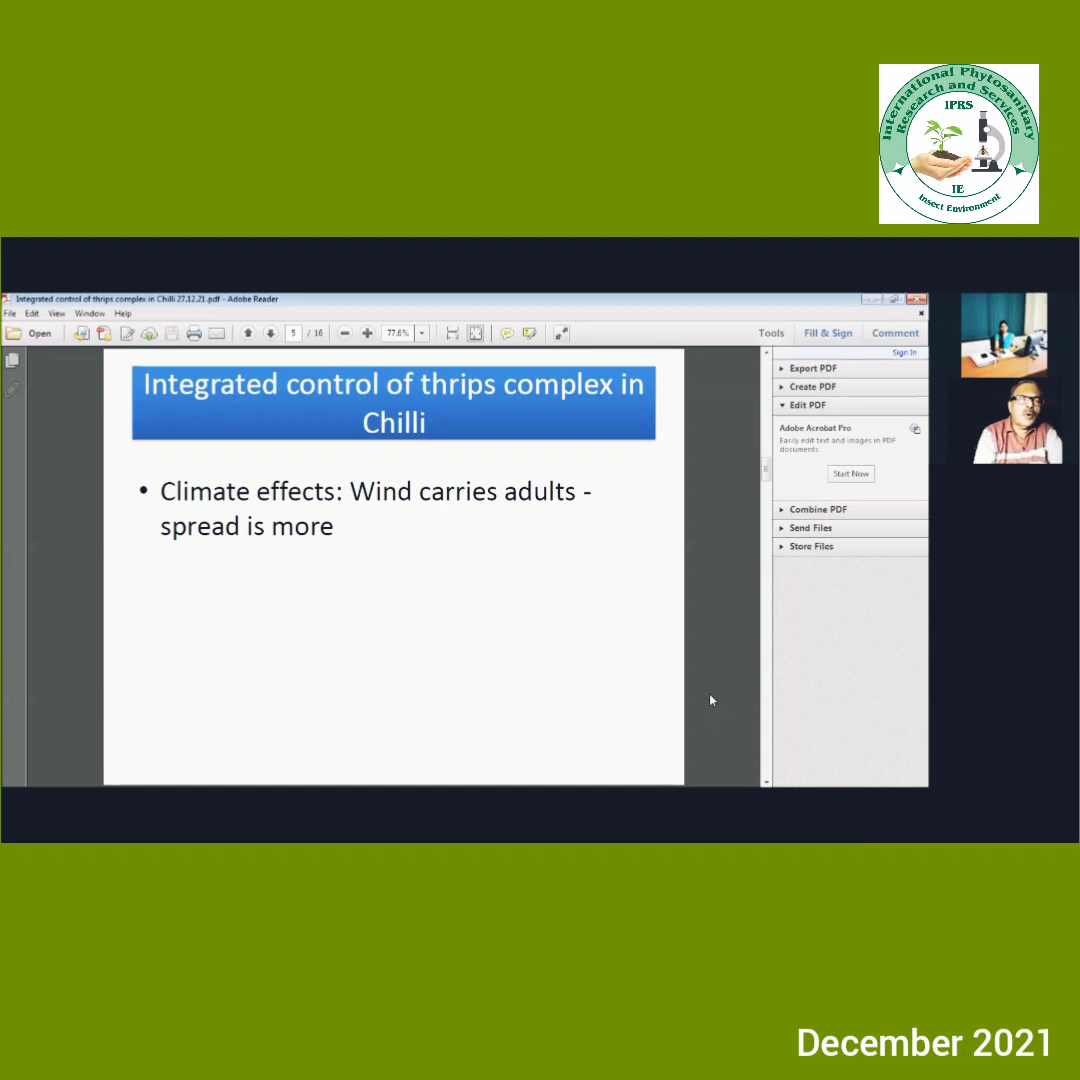 International Phytosanitary
Research and Services
IPRS
IE
Insect Environment
Integrated control of thrips complex in Chilli 27.12.21.pdf - Adobe Reader
File Edit View Window Help
Open 5 / 16 77.6% Tools Fill & Sign Comment
Sign In
Export PDF
Create PDF
Edit PDF
Adobe Acrobat Pro
Easily edit text and images in PDF
documents
Start Now
Combine PDF
Send Files
Store Files
Integrated control of thrips complex in
Chilli
• Climate effects: Wind carries adults -
spread is more
December 2021